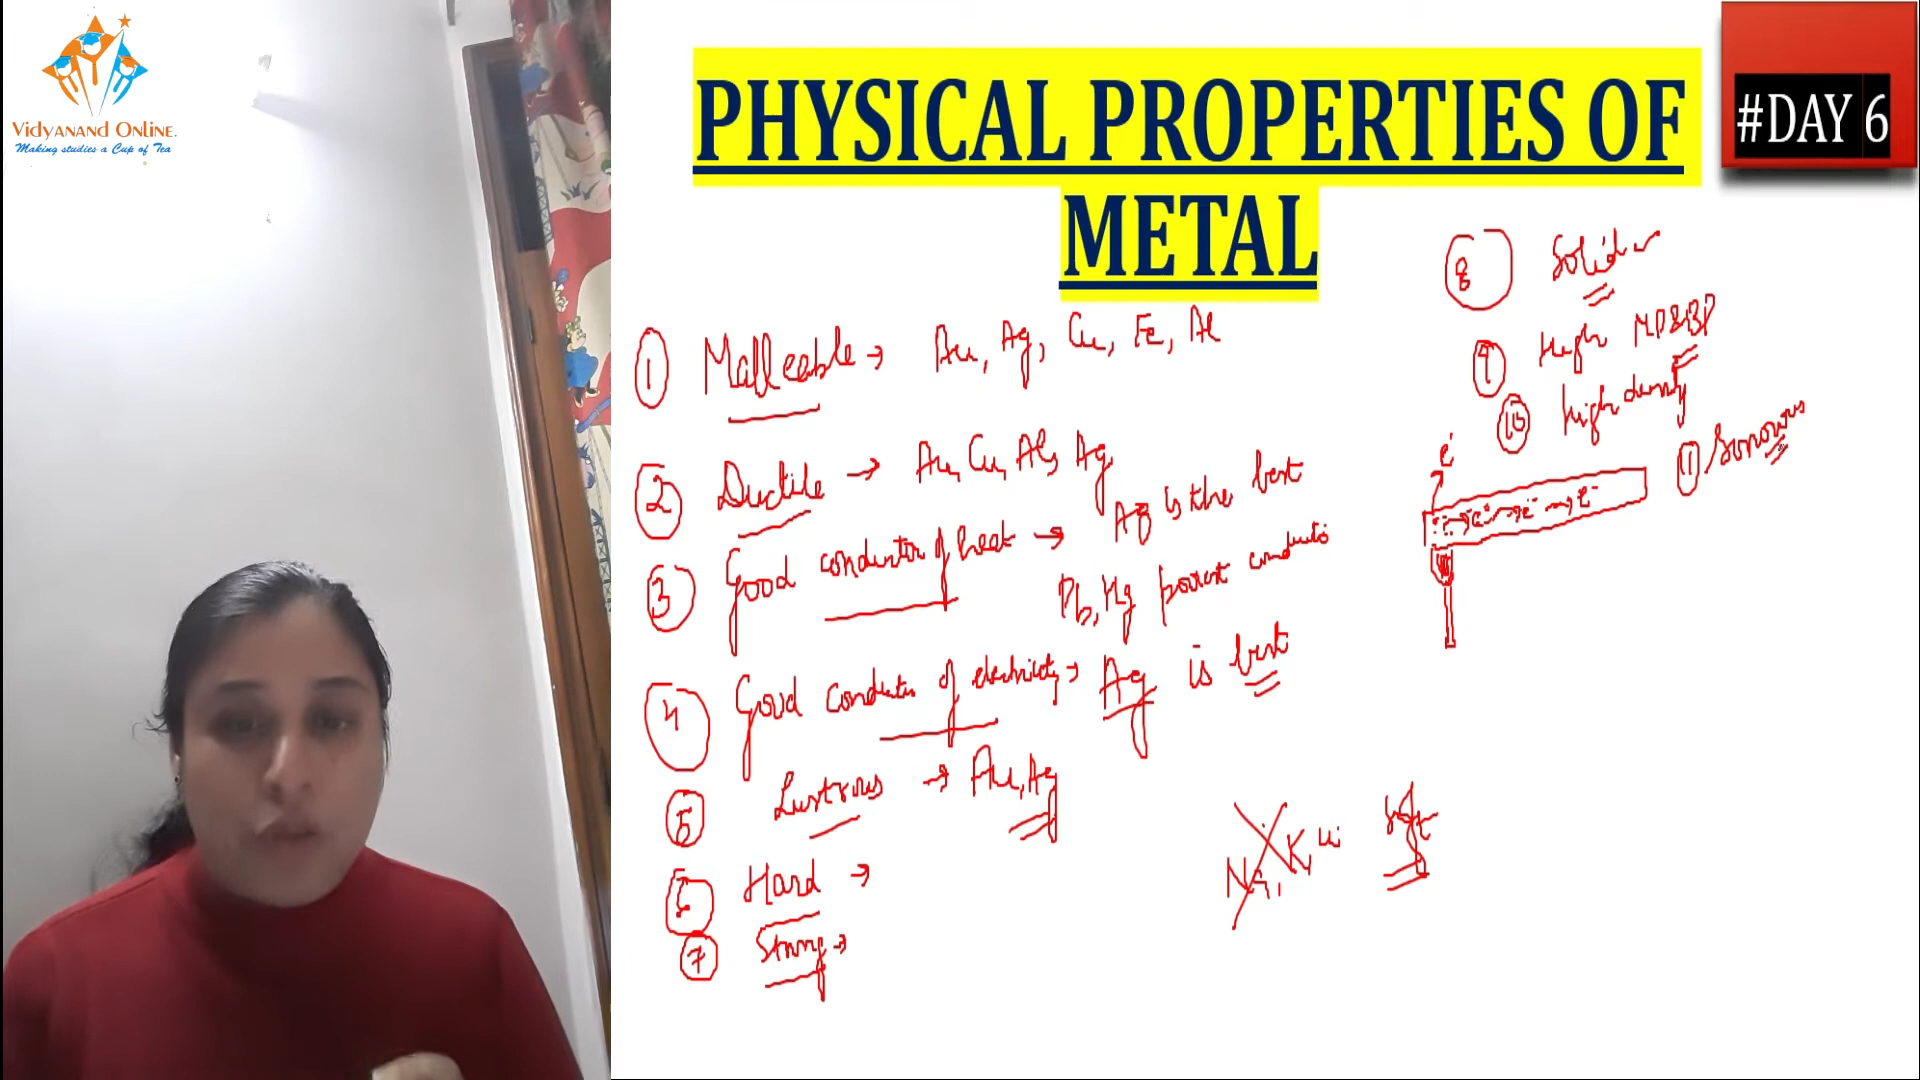 VIDYANAND ONLINE.
Making studies a Cup of Tea
PHYSICAL PROPERTIES OF
METAL
#DAY 6
① Malleable → Au, Ag, Cu, Fe, Al
② Ductile → Au, Cu, Al, Ag
③ Good conductor of heat → Ag is the best
Pb, Hg poorest
④ Good conductor of electricity → Ag is best
⑤ Lustrous → Au, Ag
⑥ Hard →
Na, K, Li Soft
⑦ Strong →
⑧ Solid
⑨ High MP & BP
⑩ High density
⑪ Sonorous
e⁻
e⁻ → e⁻ → e⁻